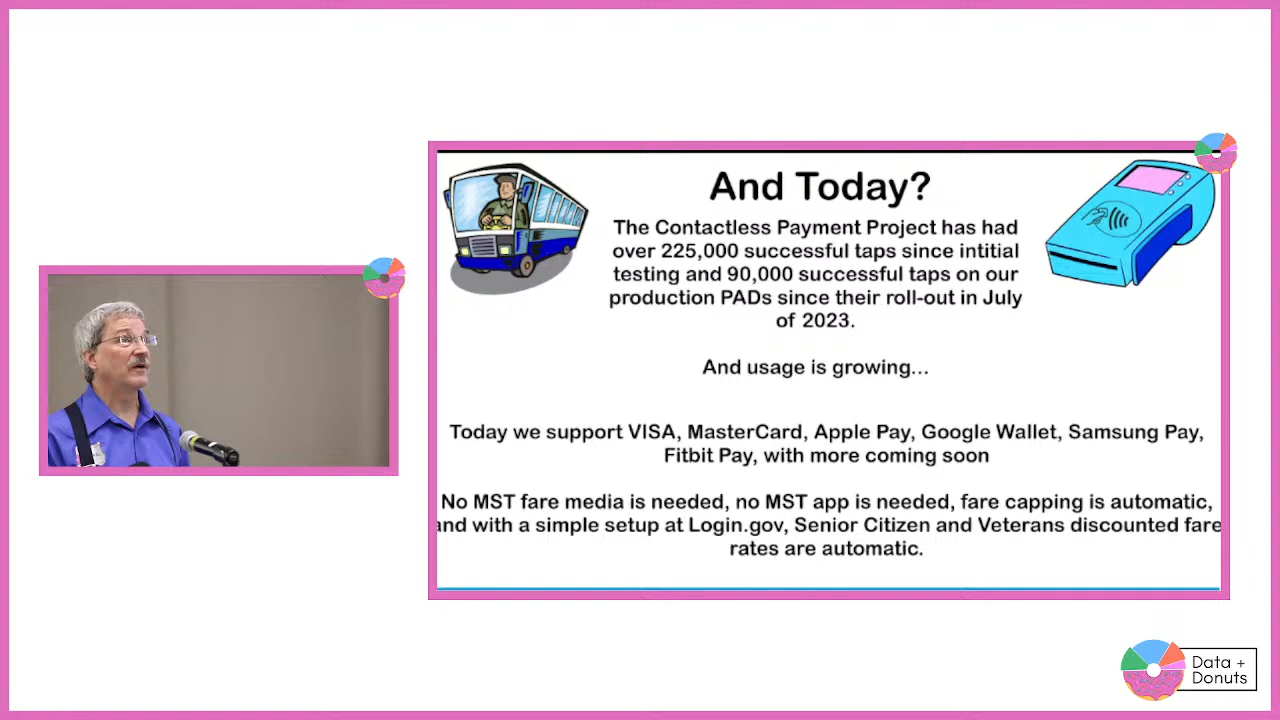 And Today?
The Contactless Payment Project has had
over 225,000 successful taps since intitial
testing and 90,000 successful taps on our
production PADs since their roll-out in July
of 2023.
And usage is growing...
Today we support VISA, MasterCard, Apple Pay, Google Wallet, Samsung Pay,
Fitbit Pay, with more coming soon
No MST fare media is needed, no MST app is needed, fare capping is automatic,
and with a simple setup at Login.gov, Senior Citizen and Veterans discounted fare
rates are automatic.
Data +
Donuts